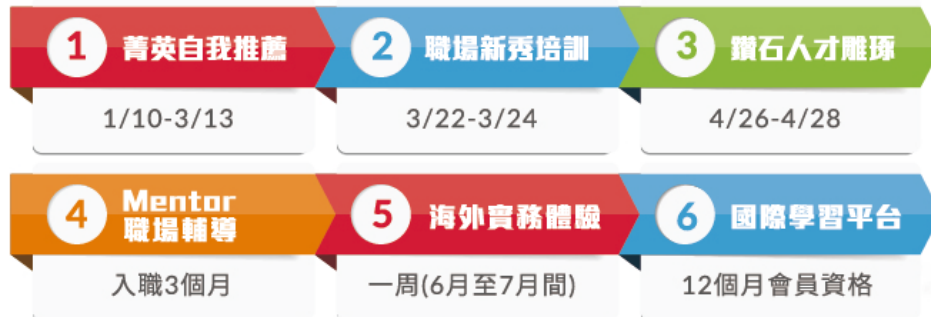 1 菁英自我推薦
1/10-3/13
2 職場新秀培訓
3/22-3/24
3 鑽石人才雕琢
4/26-4/28
4 Mentor
職場輔導
入職3個月
5 海外實務體驗
一周(6月至7月間)
6 國際學習平台
12個月會員資格